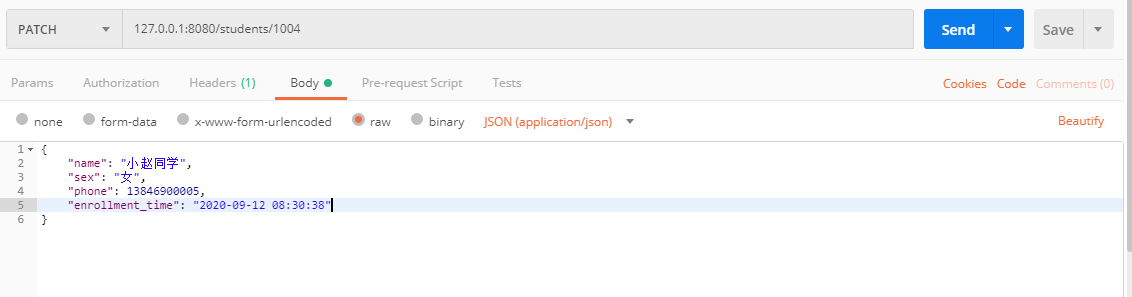 PATCH 127.0.0.1:8080/students/1004 Send Save
Params Authorization Headers (1) Body Pre-request Script Tests Cookies Code Comments (0)
none form-data x-www-form-urlencoded raw binary JSON (application/json) Beautify
1 {
2 "name": "小赵同学",
3 "sex": "女",
4 "phone": 13846900005,
5 "enrollment_time": "2020-09-12 08:30:38"
6 }